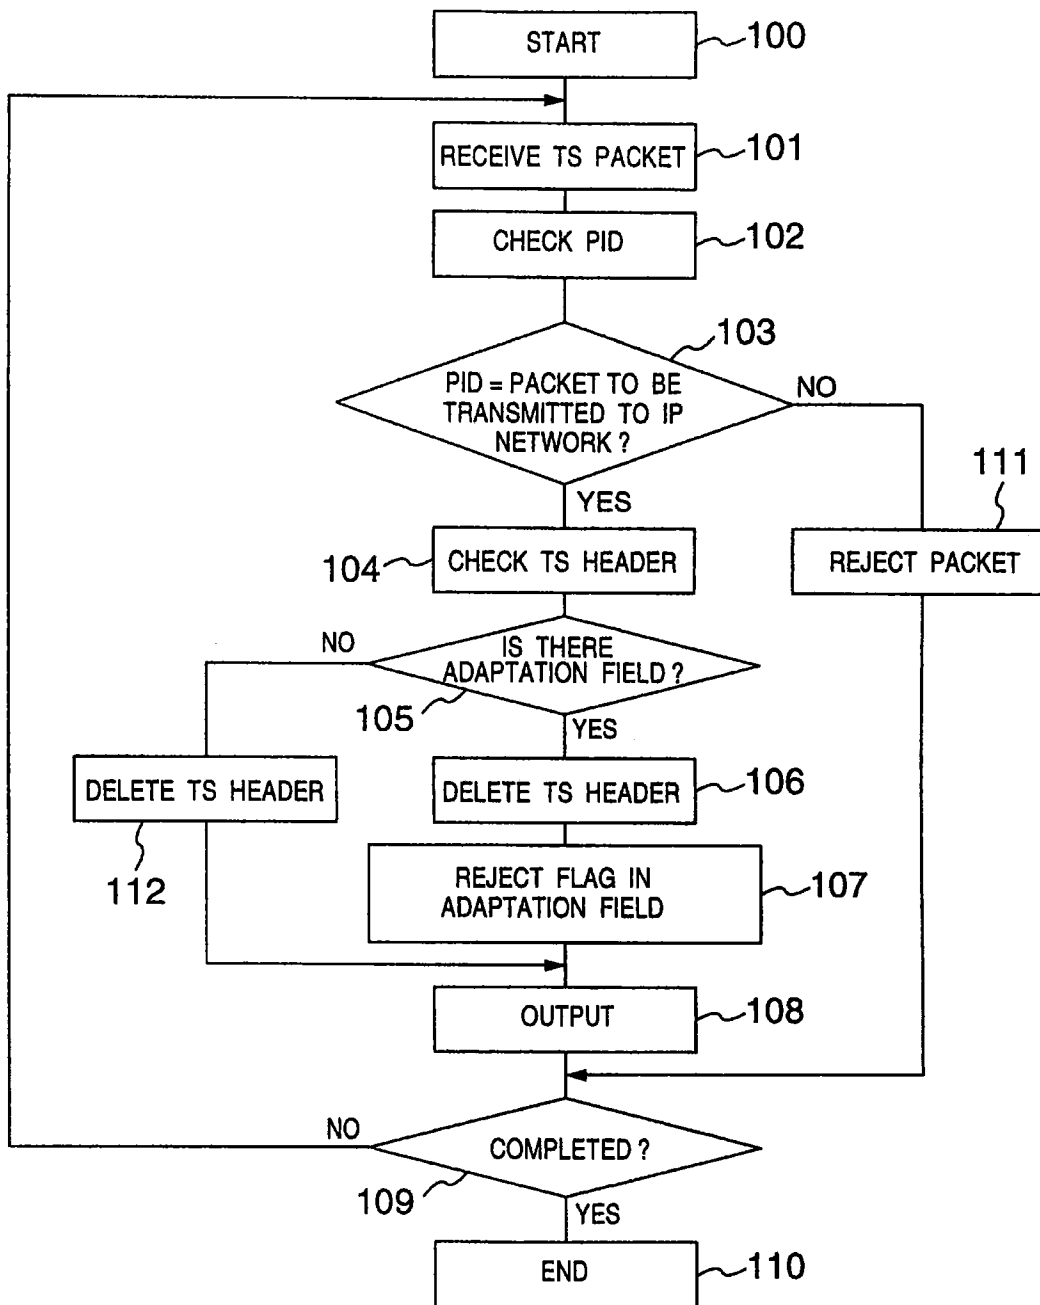 START
100
RECEIVE TS PACKET
101
CHECK PID
102
103
PID = PACKET TO BE
TRANSMITTED TO IP
NETWORK ?
NO
YES
111
104
CHECK TS HEADER
REJECT PACKET
NO
IS THERE
ADAPTATION FIELD ?
105
YES
DELETE TS HEADER
112
DELETE TS HEADER
106
REJECT FLAG IN
ADAPTATION FIELD
107
OUTPUT
108
NO
COMPLETED ?
109
YES
END
110